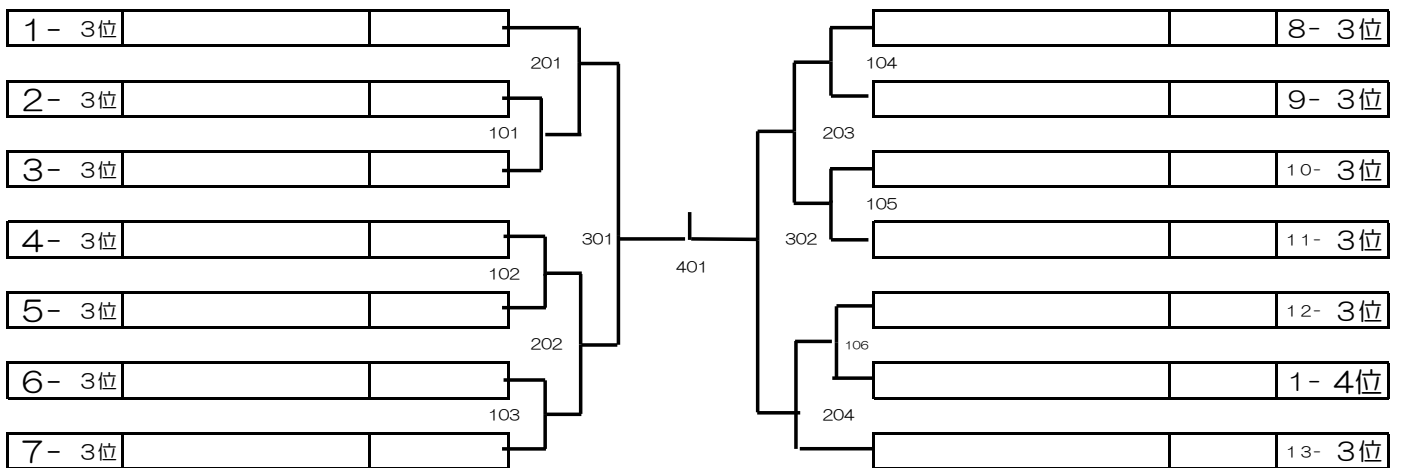 1- 3位
8- 3位
201
104
2- 3位
9- 3位
101
203
3- 3位
10- 3位
105
4- 3位
301
302
11- 3位
401
102
5- 3位
12- 3位
202
106
6- 3位
1- 4位
103
204
7- 3位
13- 3位